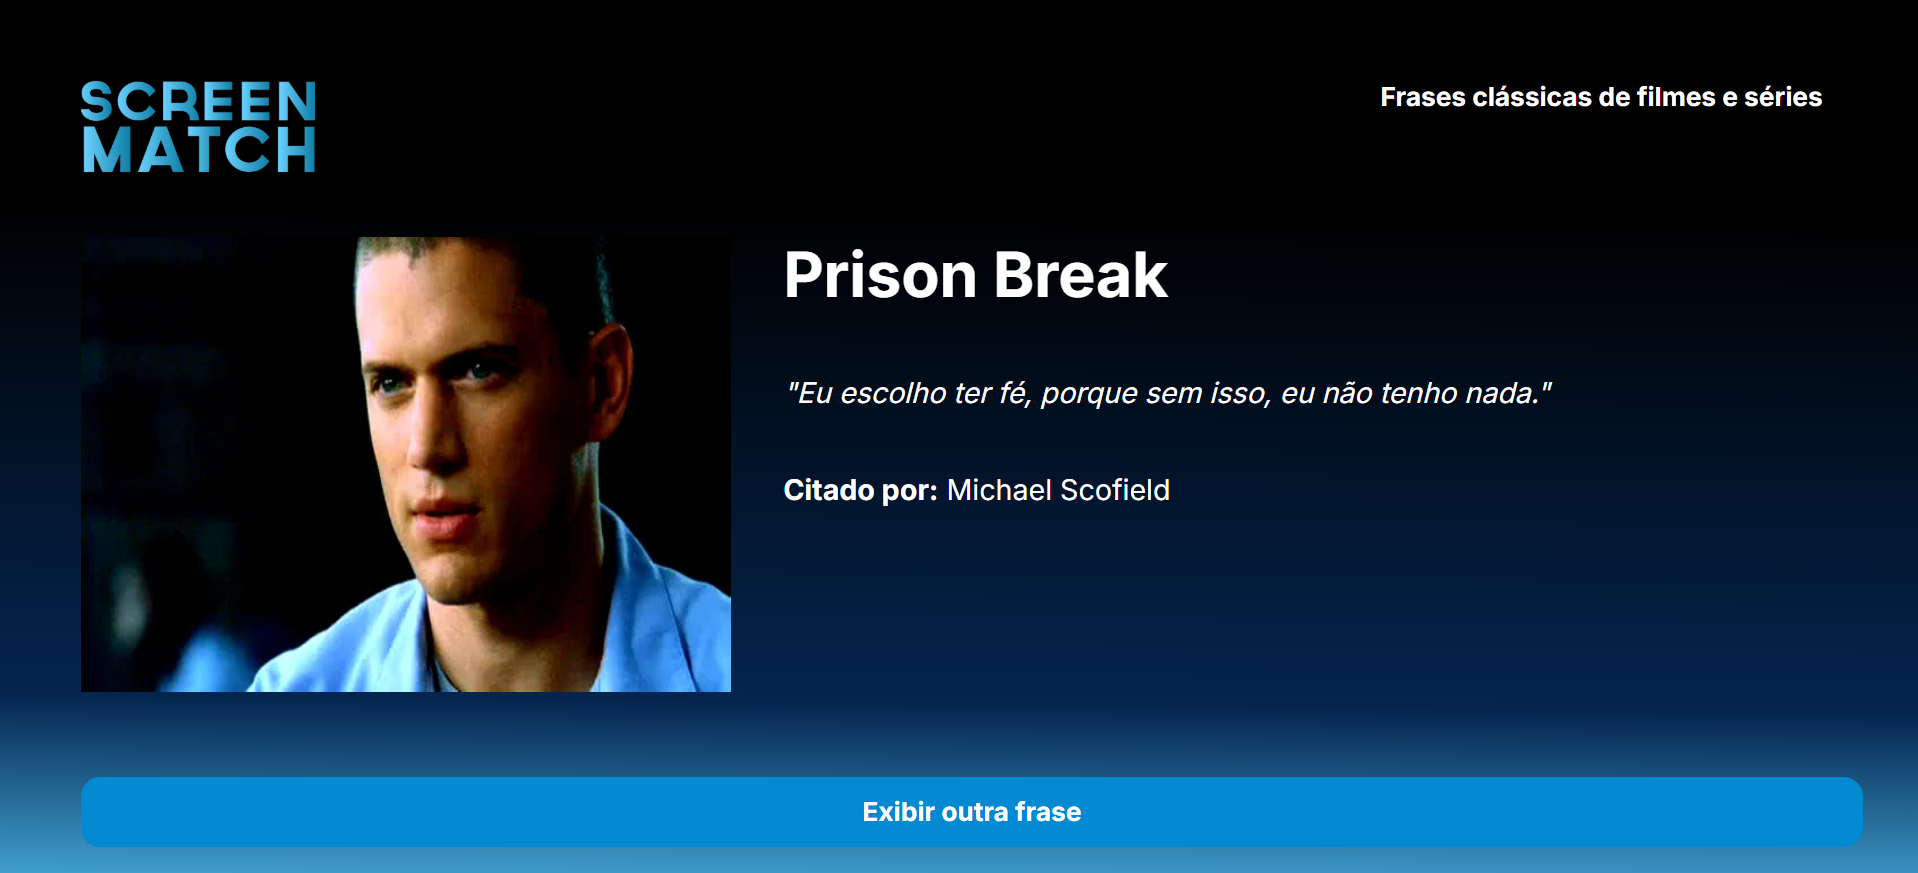 SCREEN
MATCH
Frases clássicas de filmes e séries
Prison Break
"Eu escolho ter fé, porque sem isso, eu não tenho nada."
Citado por: Michael Scofield
Exibir outra frase